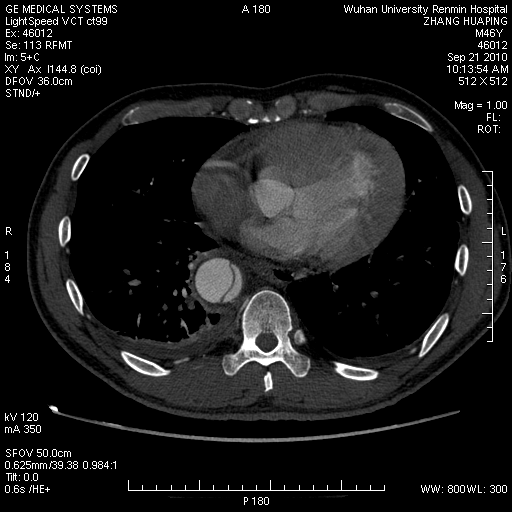 GE MEDICAL SYSTEMS
LightSpeed VCT ct99
Ex: 46012
Se: 113 RFMT
Im: 5+C
XY Ax I144.8 (coi)
DFOV 36.0cm
STND/+
A 180
Wuhan University Renmin Hospital
ZHANG HUAPING
M46Y
46012
Sep 21 2010
10:13:54 AM
512 X 512
Mag = 1.00
FL:
ROT:
R
1
8
4
L
1
7
6
kV 120
mA 350
SFOV 50.0cm
0.625mm/39.38 0.984:1
Tilt: 0.0
0.6s /HE+
P 180
WW: 800WL: 300